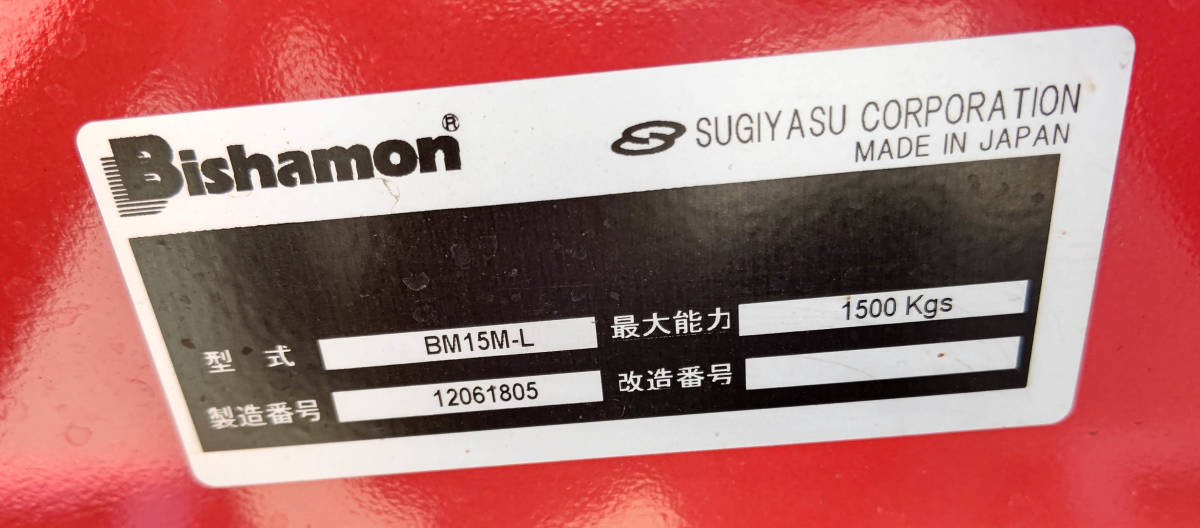 Bishamon®
SUGIYASU CORPORATION
MADE IN JAPAN
型 式 BM15M-L 最大能力 1500 Kgs
製造番号 12061805 改造番号